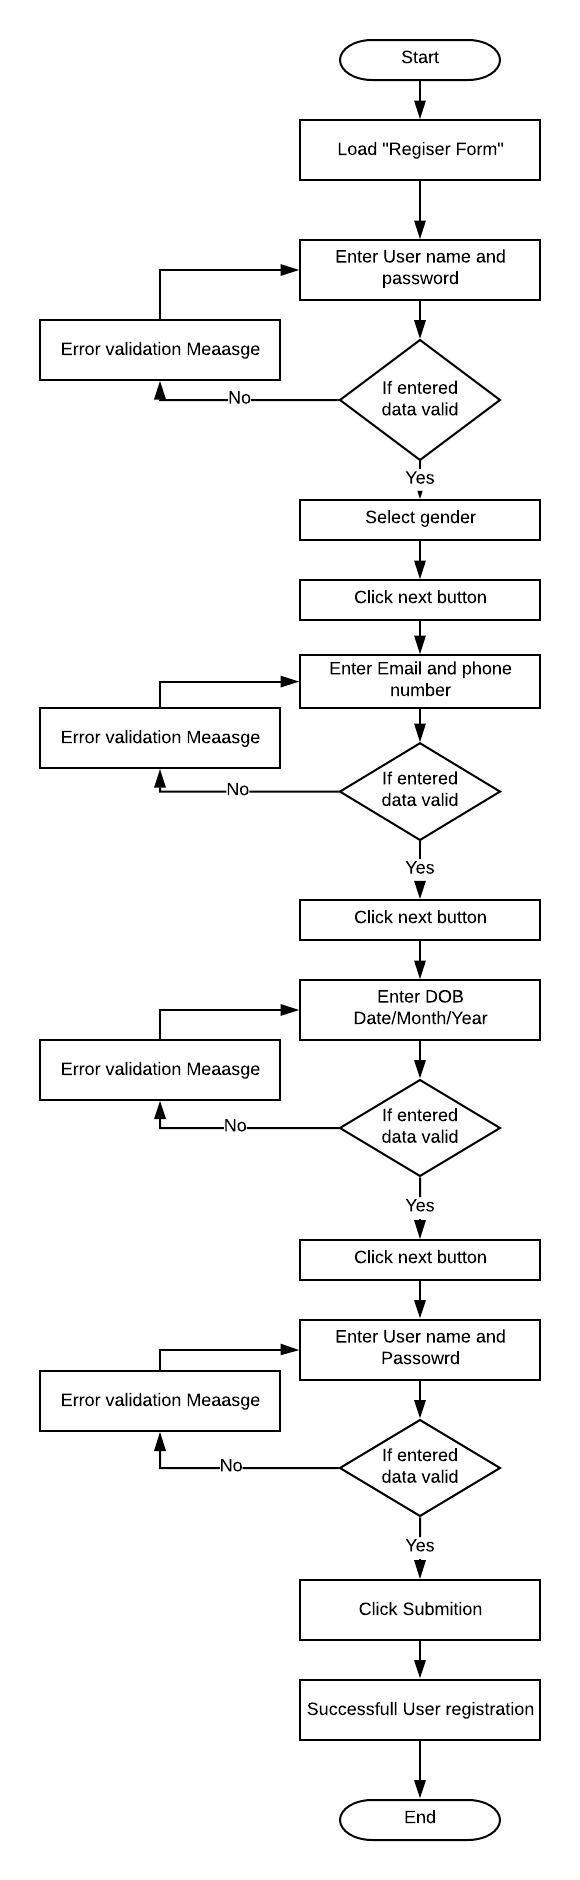 Start
Load "Regiser Form"
Enter User name and
password
Error validation Meaasge
If entered
data valid
No
Yes
Select gender
Click next button
Enter Email and phone
number
Error validation Meaasge
If entered
data valid
No
Yes
Click next button
Enter DOB
Date/Month/Year
Error validation Meaasge
If entered
data valid
No
Yes
Click next button
Enter User name and
Passowrd
Error validation Meaasge
If entered
data valid
No
Yes
Click Submition
Successfull User registration
End